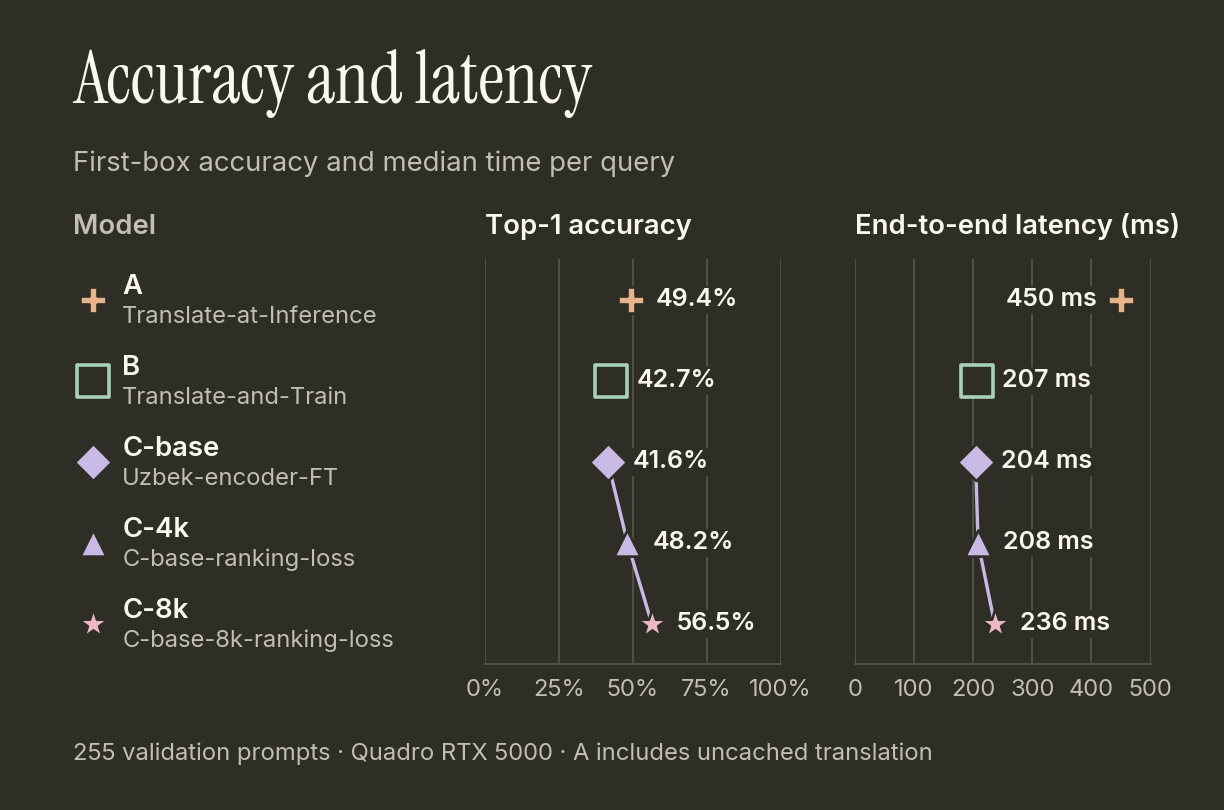 Accuracy and latency
First-box accuracy and median time per query
Model Top-1 accuracy End-to-end latency (ms)
A
Translate-at-Inference
49.4% 450 ms
B
Translate-and-Train
42.7% 207 ms
C-base
Uzbek-encoder-FT
41.6% 204 ms
C-4k
C-base-ranking-loss
48.2% 208 ms
C-8k
C-base-8k-ranking-loss
56.5% 236 ms
0% 25% 50% 75% 100% 0 100 200 300 400 500
255 validation prompts · Quadro RTX 5000 · A includes uncached translation